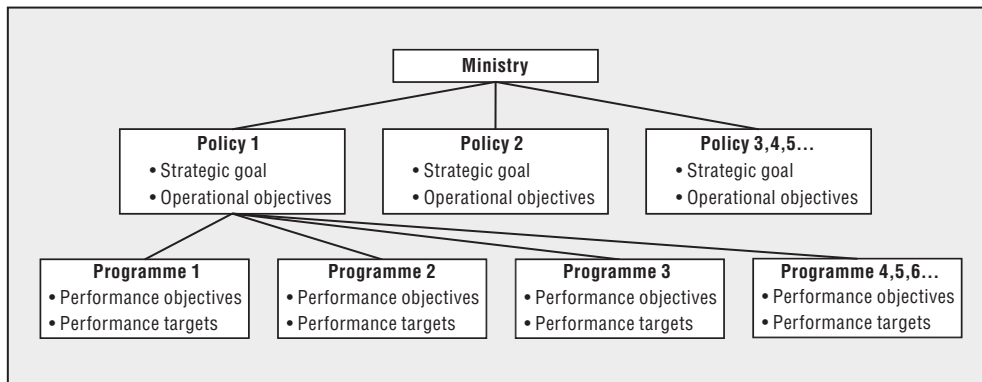 Ministry
Policy 1
• Strategic goal
• Operational objectives
Policy 2
• Strategic goal
• Operational objectives
Policy 3,4,5...
• Strategic goal
• Operational objectives
Programme 1
• Performance objectives
• Performance targets
Programme 2
• Performance objectives
• Performance targets
Programme 3
• Performance objectives
• Performance targets
Programme 4,5,6...
• Performance objectives
• Performance targets